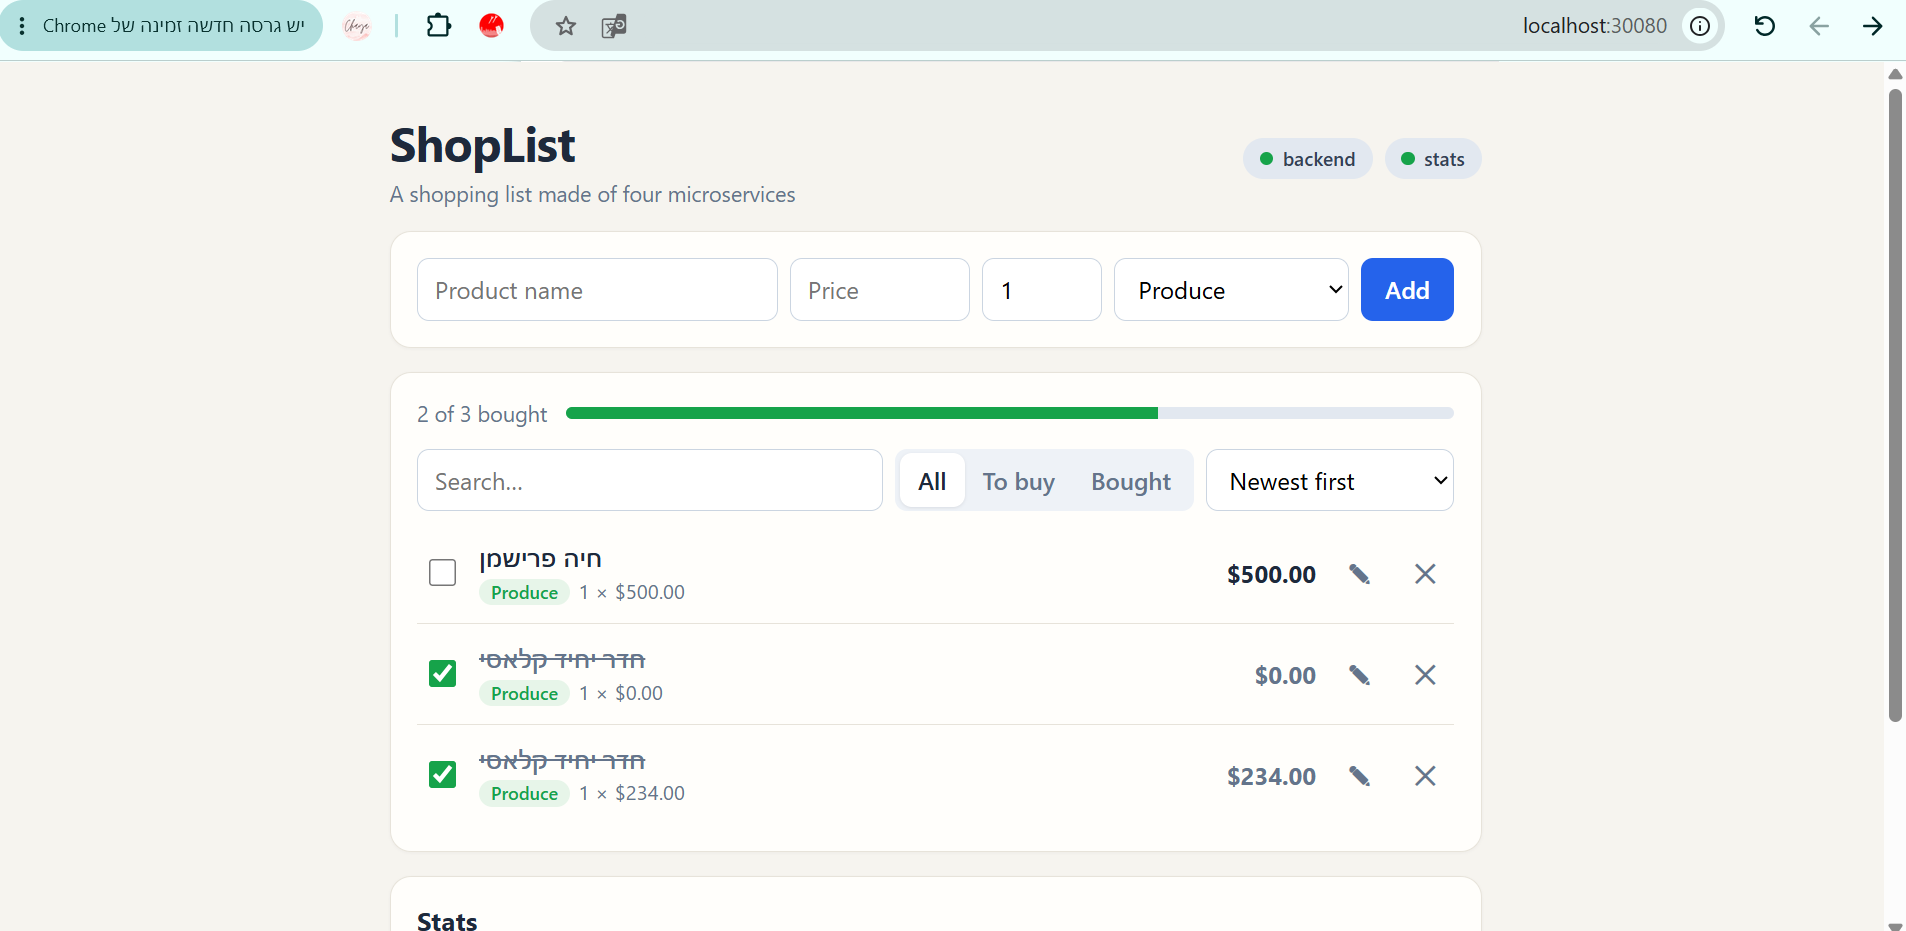 יש גרסה חדשה זמינה של Chrome
localhost:30080
ShopList
A shopping list made of four microservices
backend
stats
Product name
Price
1
Produce
Add
2 of 3 bought
Search...
All
To buy
Bought
Newest first
חיה פרישמן
Produce 1 × $500.00
$500.00
חדר יחיד קלאסי
Produce 1 × $0.00
$0.00
חדר יחיד קלאסי
Produce 1 × $234.00
$234.00
Stats